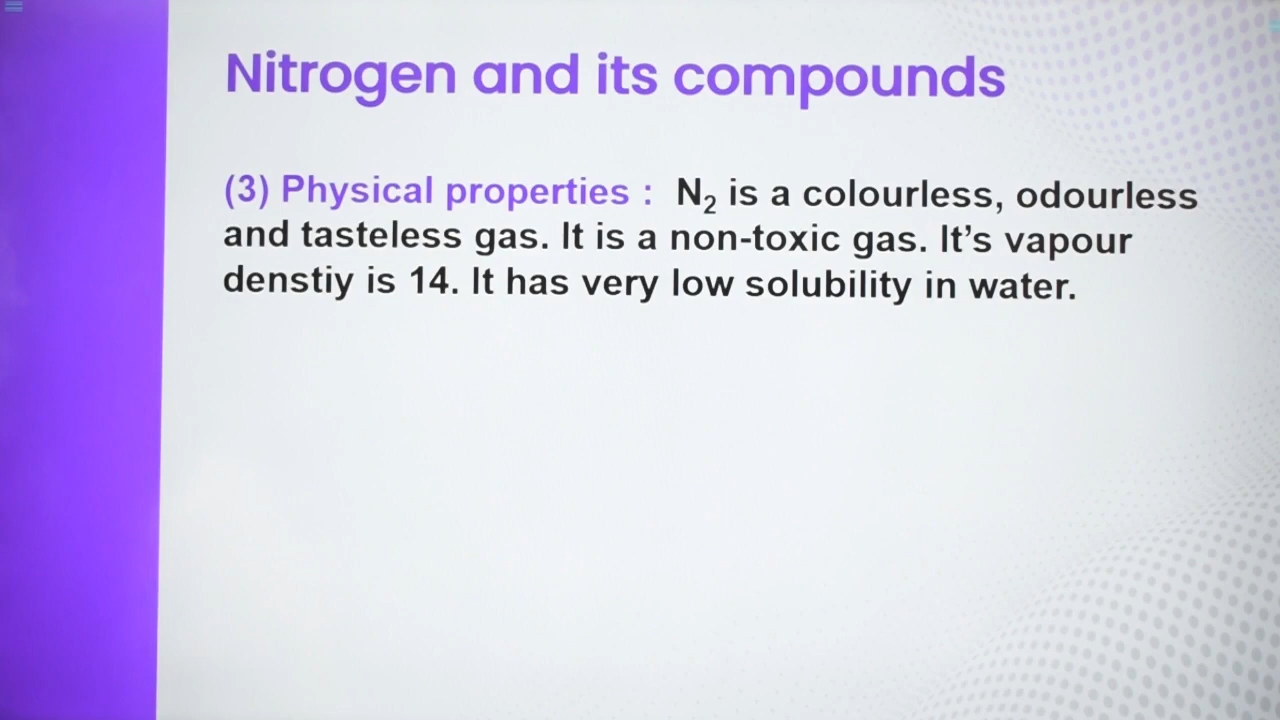 Nitrogen and its compounds
(3) Physical properties : N₂ is a colourless, odourless
and tasteless gas. It is a non-toxic gas. It’s vapour
denstiy is 14. It has very low solubility in water.